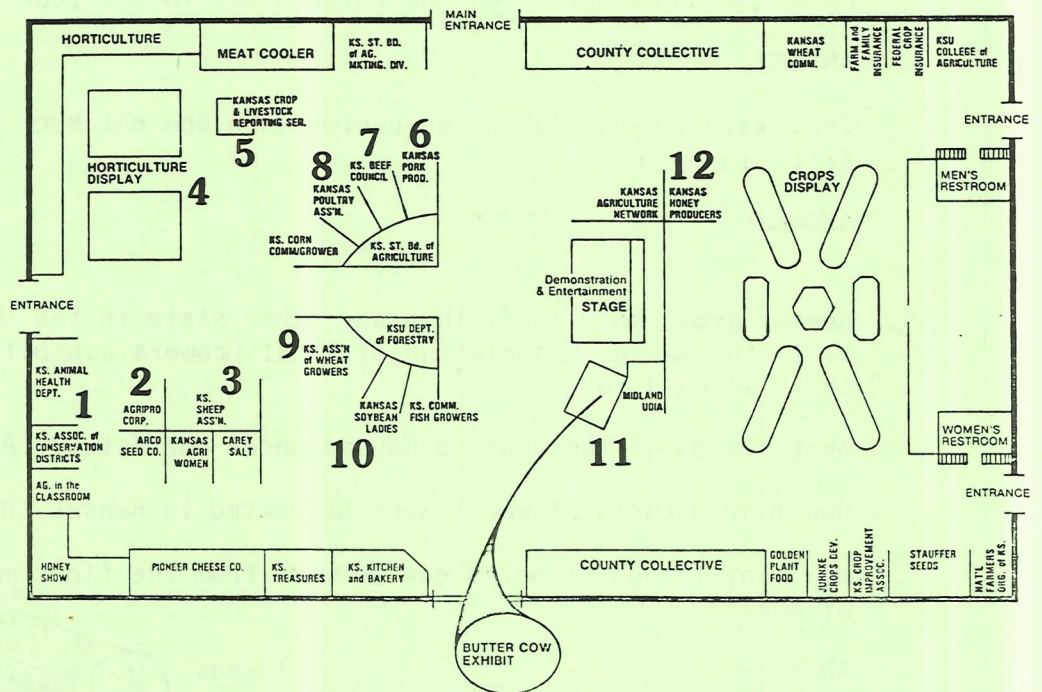 MAIN
ENTRANCE
HORTICULTURE
MEAT COOLER
KS. ST. BD.
of AG.
MKTING. DIV.
COUNTY COLLECTIVE
KANSAS
WHEAT
COMM.
FARM and
FAMILY
INSURANCE
FEDERAL
CROP
INSURANCE
KSU
COLLEGE of
AGRICULTURE
ENTRANCE
KANSAS CROP
& LIVESTOCK
REPORTING SER.
5
HORTICULTURE
DISPLAY
4
8
KANSAS
POULTRY
ASS'N.
7
KS. BEEF
COUNCIL
6
KANSAS
PORK
PROD.
KS. CORN
COMM/GROWER
KS. ST. Bd. of
AGRICULTURE
12
KANSAS
AGRICULTURE
NETWORK
KANSAS
HONEY
PRODUCERS
CROPS
DISPLAY
MEN'S
RESTROOM
Demonstration
& Entertainment
STAGE
ENTRANCE
KSU DEPT.
of FORESTRY
9
KS. ASS'N
of WHEAT
GROWERS
KANSAS
SOYBEAN
LADIES
10
KS. COMM.
FISH GROWERS
MIDLAND
UDIA
11
KS. ANIMAL
HEALTH
DEPT.
1
2
AGRIPRO
CORP.
3
KS.
SHEEP
ASS'N.
KS. ASSOC. of
CONSERVATION
DISTRICTS
ARCO
SEED CO.
KANSAS
AGRI
WOMEN
CAREY
SALT
AG. in the
CLASSROOM
WOMEN'S
RESTROOM
ENTRANCE
HONEY
SHOW
PIONEER CHEESE CO.
KS.
TREASURES
KS. KITCHEN
and BAKERY
COUNTY COLLECTIVE
GOLDEN
PLANT
FOOD
JUHNKE
CROPS DEV.
KS. CROP
IMPROVEMENT
ASSOC.
STAUFFER
SEEDS
NAT'L
FARMERS
ORG. of KS.
BUTTER COW
EXHIBIT